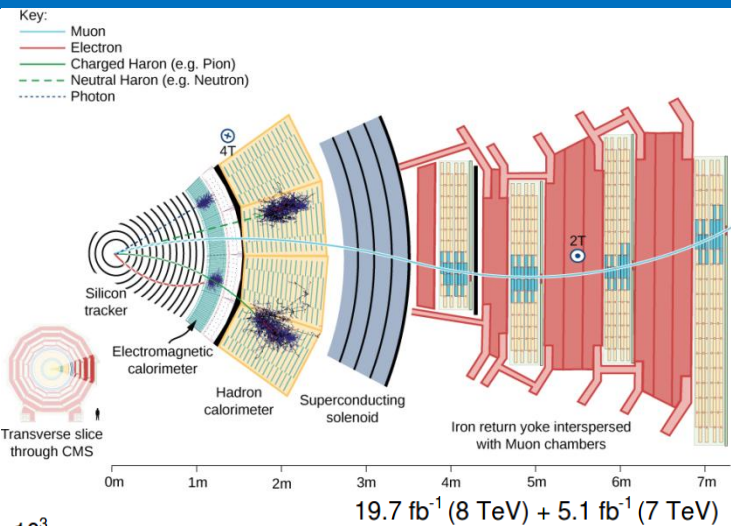 Key:
Muon
Electron
Charged Haron (e.g. Pion)
Neutral Haron (e.g. Neutron)
Photon
4T
2T
Silicon
tracker
Electromagnetic
calorimeter
Hadron
calorimeter
Superconducting
solenoid
Iron return yoke interspersed
with Muon chambers
Transverse slice
through CMS
0m 1m 2m 3m 4m 5m 6m 7m
19.7 fb⁻¹ (8 TeV) + 5.1 fb⁻¹ (7 TeV)